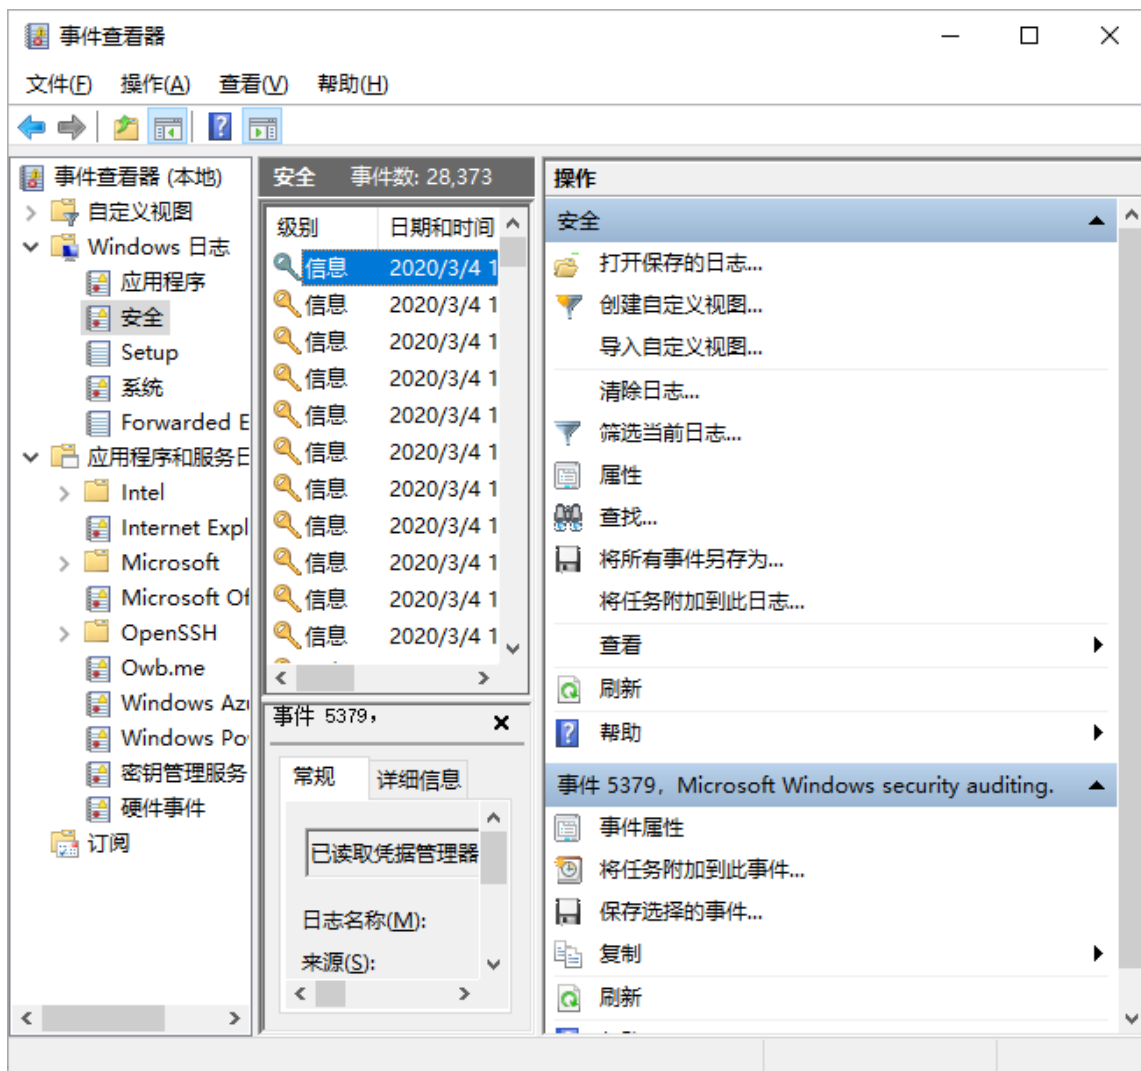 事件查看器
文件(F) 操作(A) 查看(V) 帮助(H)
事件查看器 (本地)
自定义视图
Windows 日志
应用程序
安全
Setup
系统
Forwarded E
应用程序和服务日
Intel
Internet Expl
Microsoft
Microsoft Of
OpenSSH
Owb.me
Windows Azu
Windows Po
密钥管理服务
硬件事件
订阅
安全 事件数: 28,373
级别 日期和时间
信息 2020/3/4 1
信息 2020/3/4 1
信息 2020/3/4 1
信息 2020/3/4 1
信息 2020/3/4 1
信息 2020/3/4 1
信息 2020/3/4 1
信息 2020/3/4 1
信息 2020/3/4 1
信息 2020/3/4 1
信息 2020/3/4 1
事件 5379,
常规 详细信息
已读取凭据管理器
日志名称(M):
来源(S):
操作
安全
打开保存的日志...
创建自定义视图...
导入自定义视图...
清除日志...
筛选当前日志...
属性
查找...
将所有事件另存为...
将任务附加到此日志...
查看
刷新
帮助
事件 5379, Microsoft Windows security auditing.
事件属性
将任务附加到此事件...
保存选择的事件...
复制
刷新